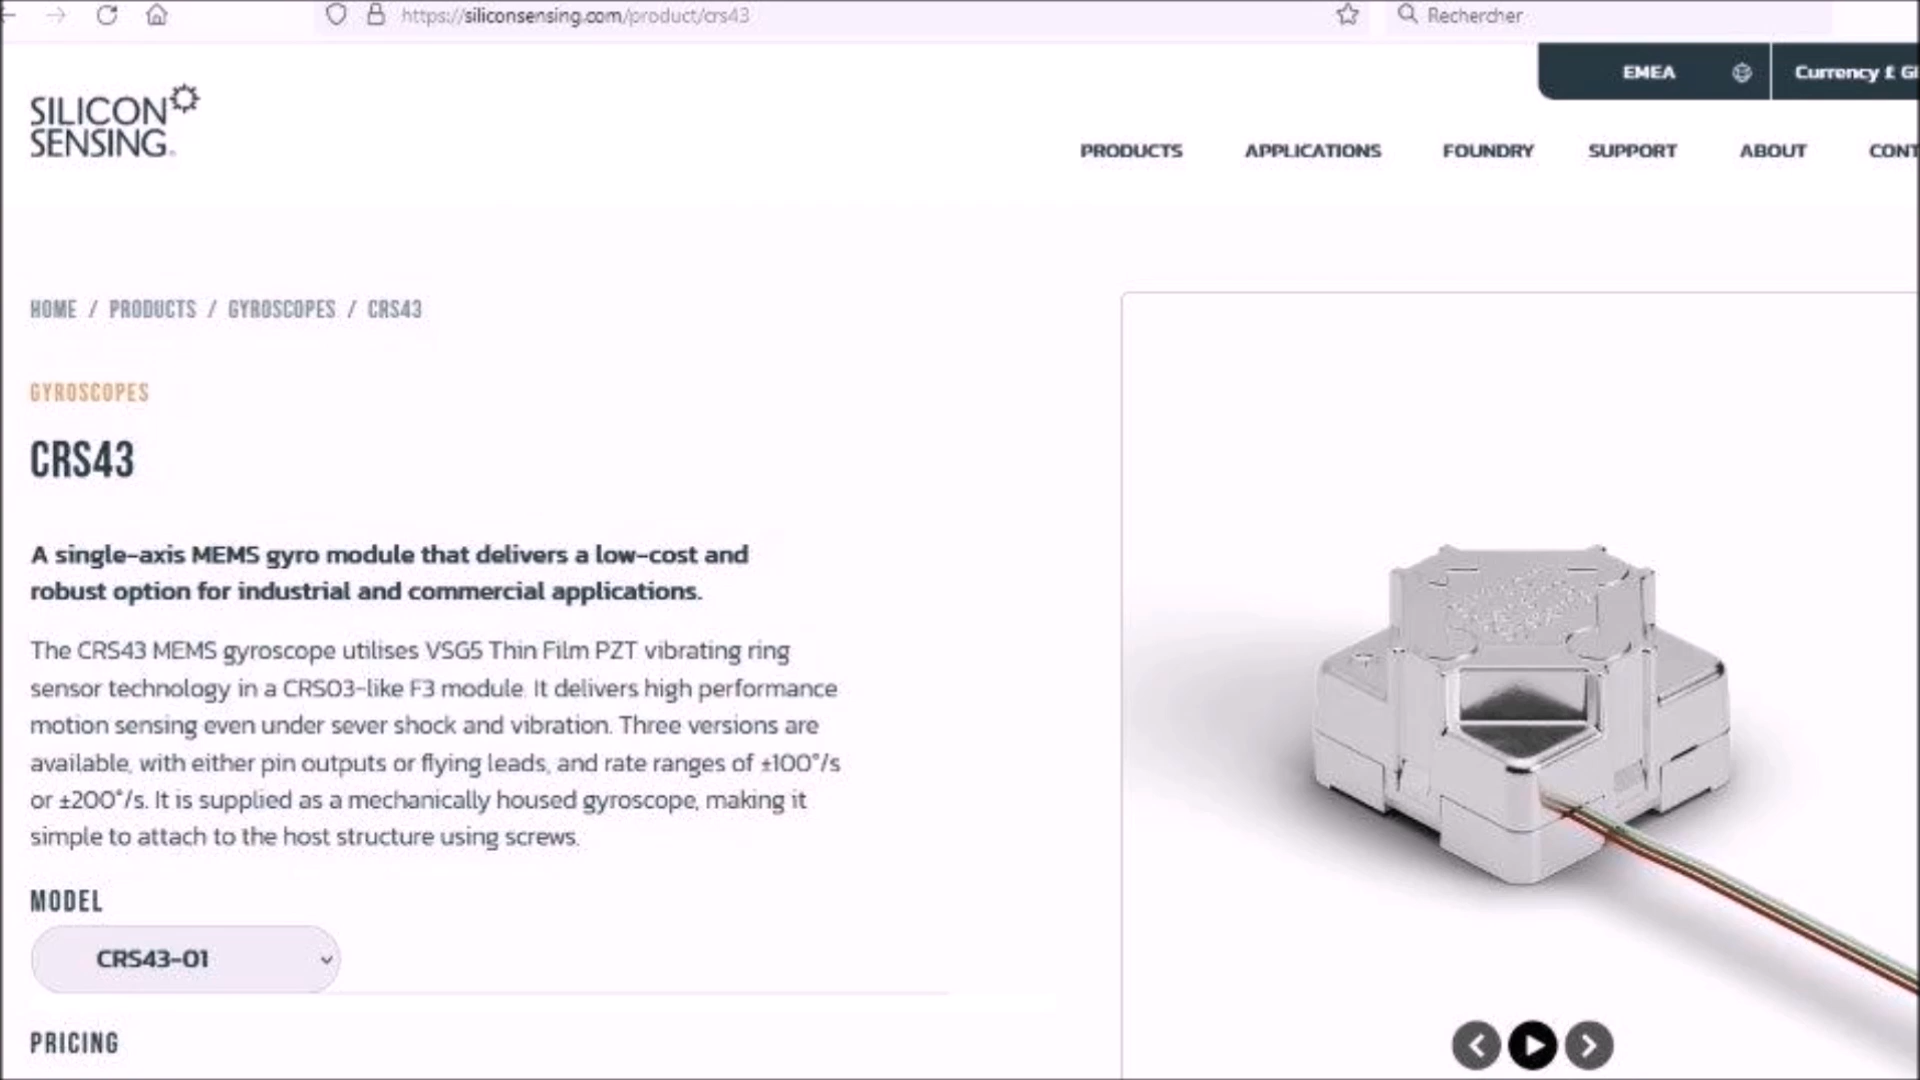 https://siliconsensing.com/product/crs43
Rechercher
EMEA
Currency £ G
SILICON
SENSING
PRODUCTS
APPLICATIONS
FOUNDRY
SUPPORT
ABOUT
CONT
HOME / PRODUCTS / GYROSCOPES / CRS43
GYROSCOPES
CRS43
A single-axis MEMS gyro module that delivers a low-cost and
robust option for industrial and commercial applications.
The CRS43 MEMS gyroscope utilises VSG5 Thin Film PZT vibrating ring
sensor technology in a CRS03-like F3 module. It delivers high performance
motion sensing even under sever shock and vibration. Three versions are
available, with either pin outputs or flying leads, and rate ranges of ±100°/s
or ±200°/s. It is supplied as a mechanically housed gyroscope, making it
simple to attach to the host structure using screws.
MODEL
CRS43-01
PRICING